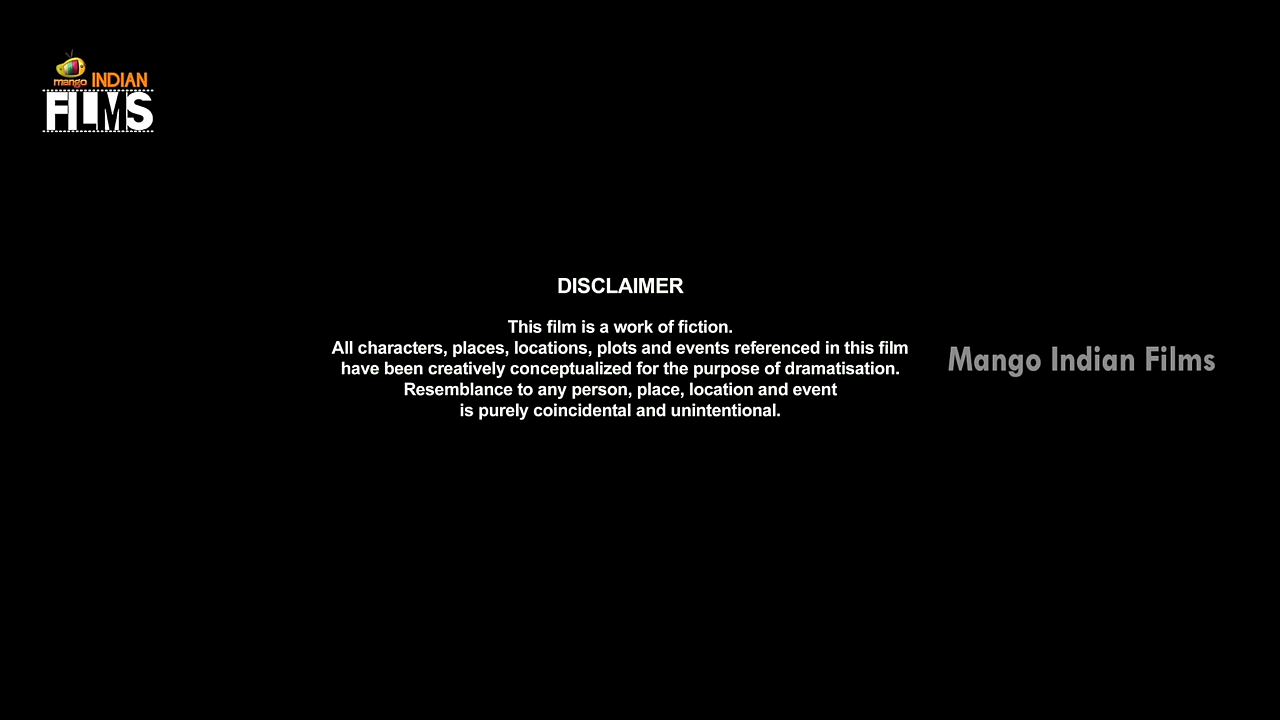 mango INDIAN
FILMS
DISCLAIMER
This film is a work of fiction.
All characters, places, locations, plots and events referenced in this film
have been creatively conceptualized for the purpose of dramatisation.
Resemblance to any person, place, location and event
is purely coincidental and unintentional.
Mango Indian Films